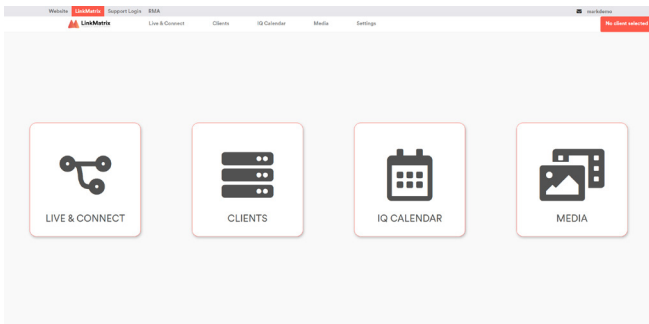 Website LinkMatrix Support Login RMA markdemo
LinkMatrix Live & Connect Clients IQ Calendar Media Settings No client selected
LIVE & CONNECT CLIENTS IQ CALENDAR MEDIA